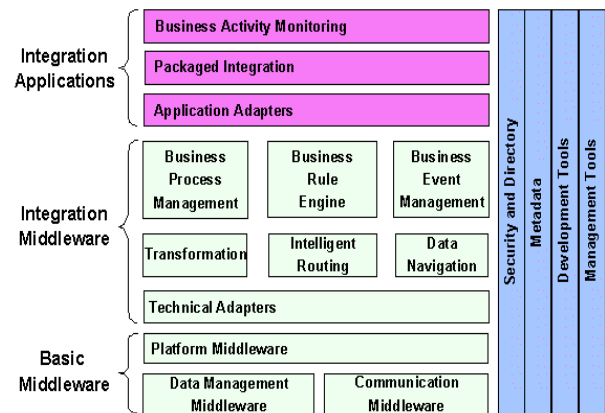 Business Activity Monitoring
Integration
Applications
Packaged Integration
Application Adapters
Business
Process
Management
Business
Rule
Engine
Business
Event
Management
Integration
Middleware
Transformation
Intelligent
Routing
Data
Navigation
Technical Adapters
Basic
Middleware
Platform Middleware
Data Management
Middleware
Communication
Middleware
Security and Directory
Metadata
Development Tools
Management Tools